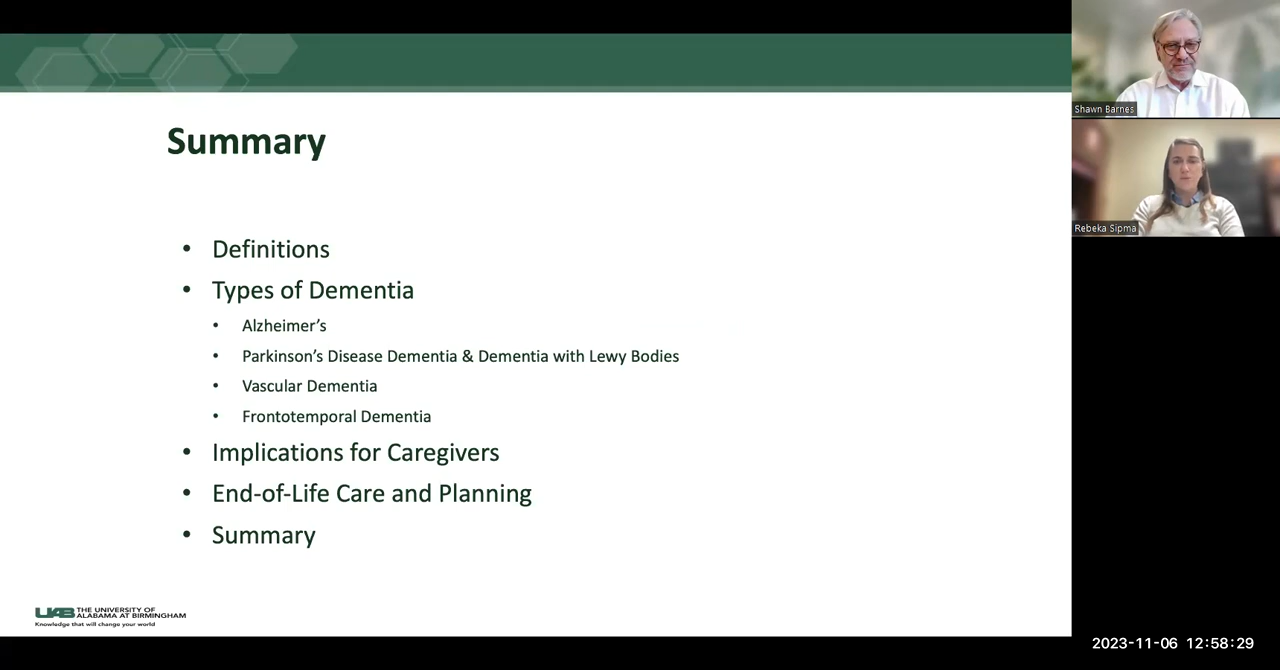 Summary
• Definitions
• Types of Dementia
• Alzheimer's
• Parkinson's Disease Dementia & Dementia with Lewy Bodies
• Vascular Dementia
• Frontotemporal Dementia
• Implications for Caregivers
• End-of-Life Care and Planning
• Summary
UAB THE UNIVERSITY OF
ALABAMA AT BIRMINGHAM
Knowledge that will change your world
Shawn Barnes
Rebeka Sipma
2023-11-06 12:58:29